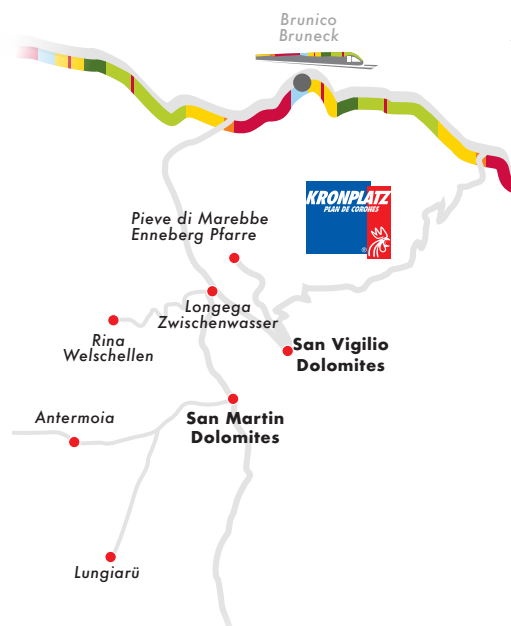 Brunico
Bruneck
KRONPLATZ
PLAN DE CORONES
®
Pieve di Marebbe
Enneberg Pfarre
Longega
Zwischenwasser
Rina
Welschellen
San Vigilio
Dolomites
Antermoia
San Martin
Dolomites
Lungiarü